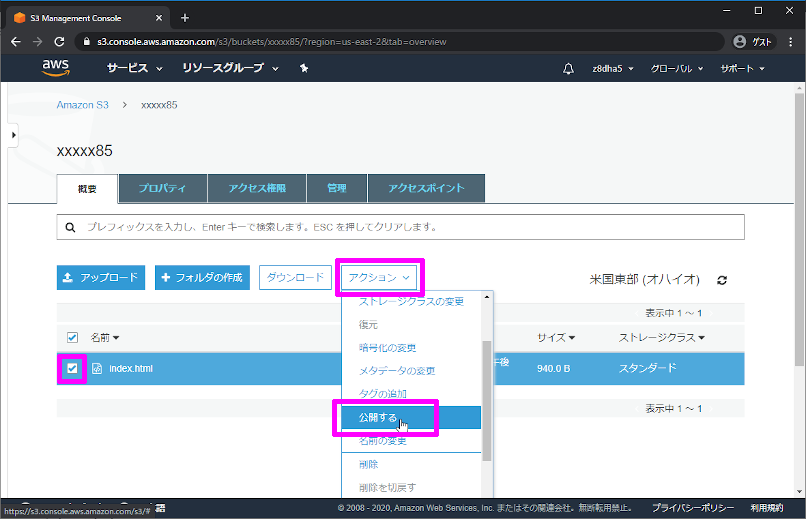 S3 Management Console
s3.console.aws.amazon.com/s3/buckets/xxxxx85/?region=us-east-2&tab=overview
ゲスト
aws
サービス
リソースグループ
z8dha5
グローバル
サポート
Amazon S3 > xxxxx85
xxxxx85
概要
プロパティ
アクセス権限
管理
アクセスポイント
プレフィックスを入力し、Enter キーで検索します。ESC を押してクリアします。
アップロード
フォルダの作成
ダウンロード
アクション
米国東部 (オハイオ)
ストレージクラスの変更
表示中 1 ～ 1
復元
名前
サイズ
ストレージクラス
暗号化の変更
午後
index.html
メタデータの変更
940.0 B
スタンダード
タグの追加
表示中 1 ～ 1
公開する
名前の変更
削除
削除を切戻す
https://s3.console.aws.amazon.com/s3/#
© 2008 - 2020, Amazon Web Services, Inc. またはその関連会社。無断転用禁止。
プライバシーポリシー
利用規約